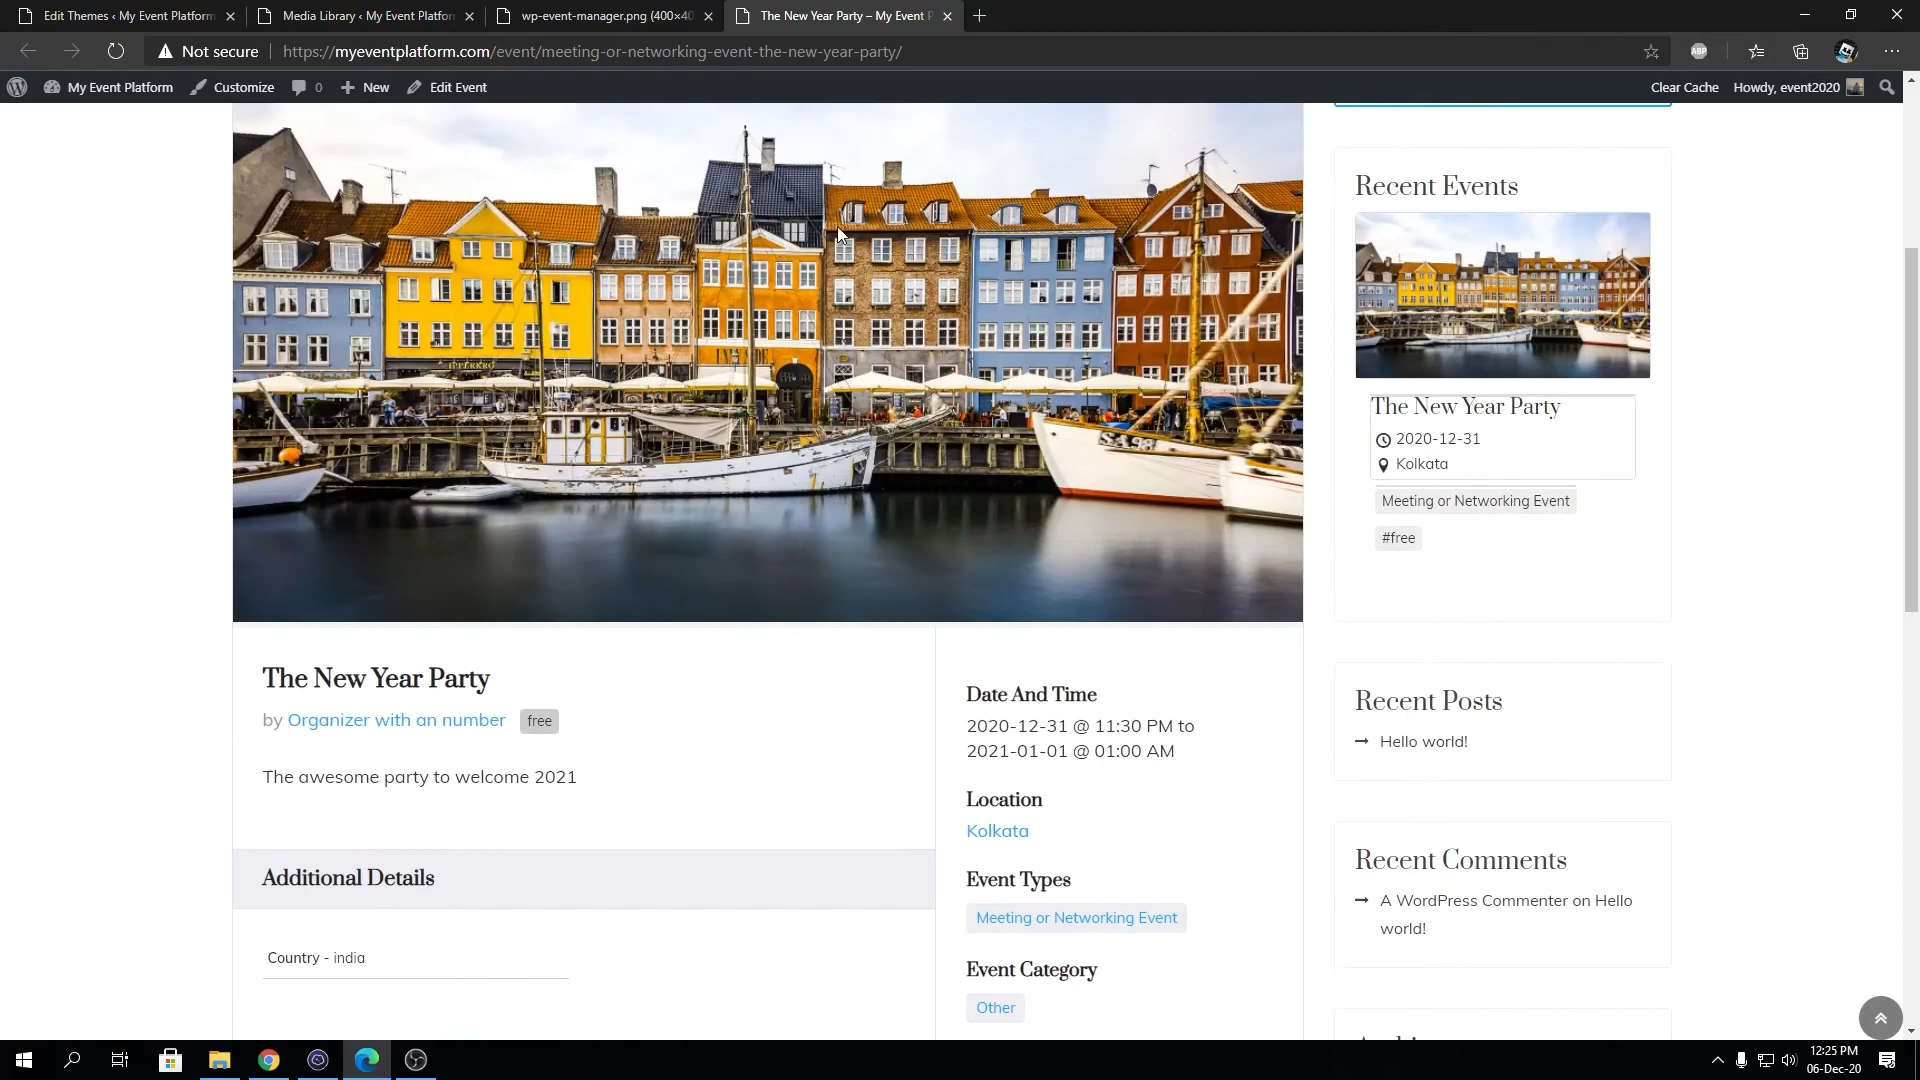 Edit Themes ‹ My Event Platform
Media Library ‹ My Event Platfor
wp-event-manager.png (400×40
The New Year Party – My Event P
Not secure
https://myeventplatform.com/event/meeting-or-networking-event-the-new-year-party/
ABP
My Event Platform
Customize
0
New
Edit Event
Clear Cache
Howdy, event2020
S.A.98
Recent Events
The New Year Party
2020-12-31
Kolkata
Meeting or Networking Event
#free
The New Year Party
by Organizer with an number
free
The awesome party to welcome 2021
Additional Details
Country - india
Date And Time
2020-12-31 @ 11:30 PM to
2021-01-01 @ 01:00 AM
Location
Kolkata
Event Types
Meeting or Networking Event
Event Category
Other
Recent Posts
Hello world!
Recent Comments
A WordPress Commenter on Hello
world!
12:25 PM
06-Dec-20